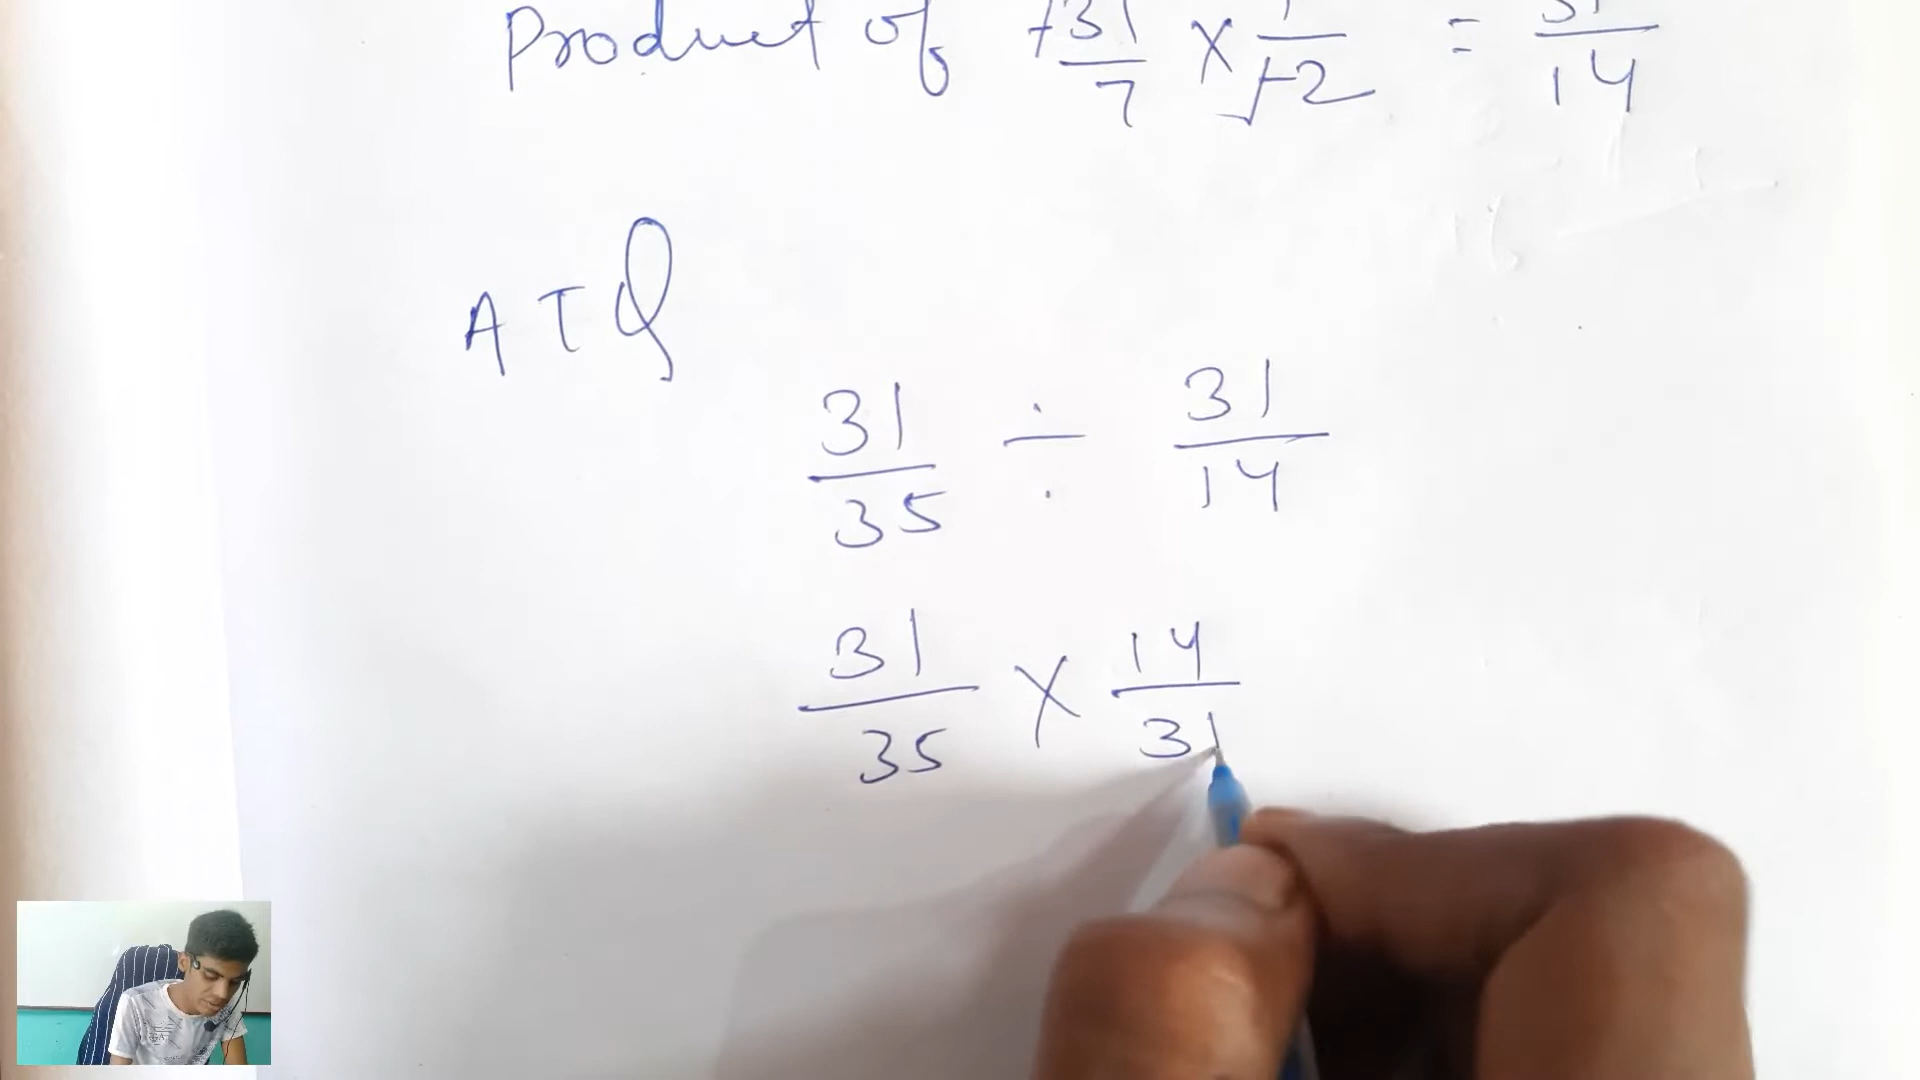 Product of +31/7 × 1/+2 = 31/14
ATQ
31/35 ÷ 31/14
31/35 × 14/31